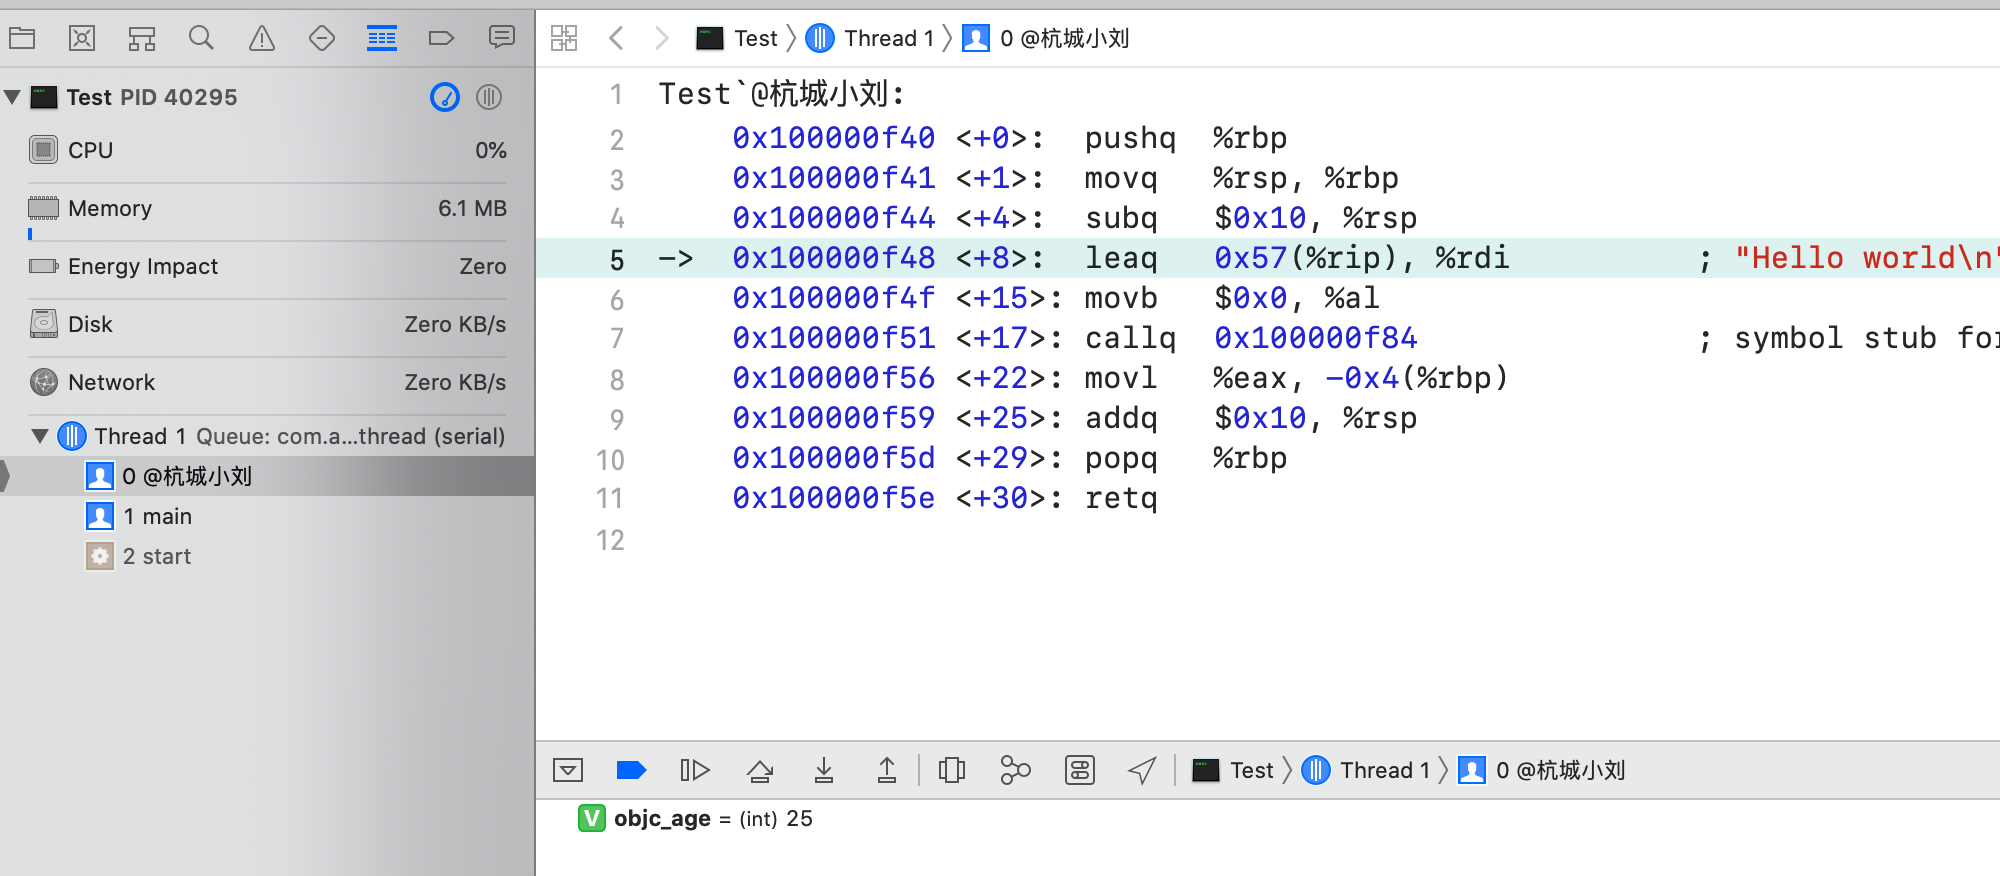 Test PID 40295
CPU 0%
Memory 6.1 MB
Energy Impact Zero
Disk Zero KB/s
Network Zero KB/s
Thread 1 Queue: com.a...thread (serial)
0 @杭城小刘
1 main
2 start
Test Thread 1 0 @杭城小刘
1 Test`@杭城小刘:
2 0x100000f40 <+0>: pushq %rbp
3 0x100000f41 <+1>: movq %rsp, %rbp
4 0x100000f44 <+4>: subq $0x10, %rsp
5 -> 0x100000f48 <+8>: leaq 0x57(%rip), %rdi ; "Hello world\n"
6 0x100000f4f <+15>: movb $0x0, %al
7 0x100000f51 <+17>: callq 0x100000f84 ; symbol stub for
8 0x100000f56 <+22>: movl %eax, -0x4(%rbp)
9 0x100000f59 <+25>: addq $0x10, %rsp
10 0x100000f5d <+29>: popq %rbp
11 0x100000f5e <+30>: retq
12
Test Thread 1 0 @杭城小刘
V objc_age = (int) 25